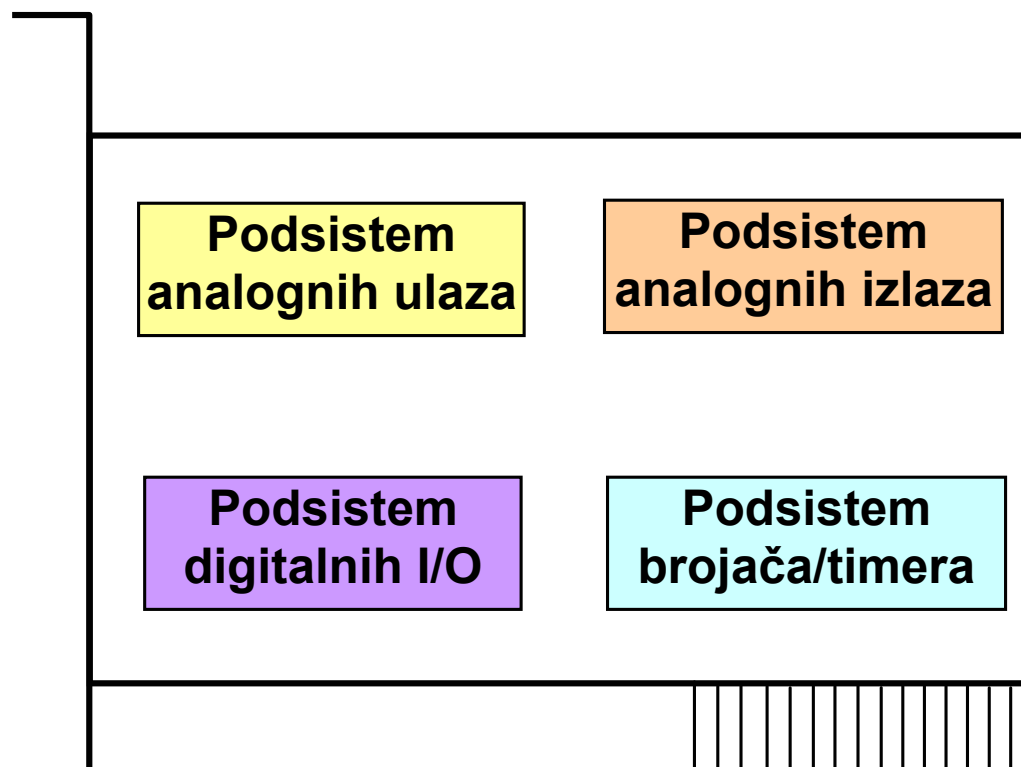 Podsistem
analognih ulaza
Podsistem
analognih izlaza
Podsistem
digitalnih I/O
Podsistem
brojača/timera